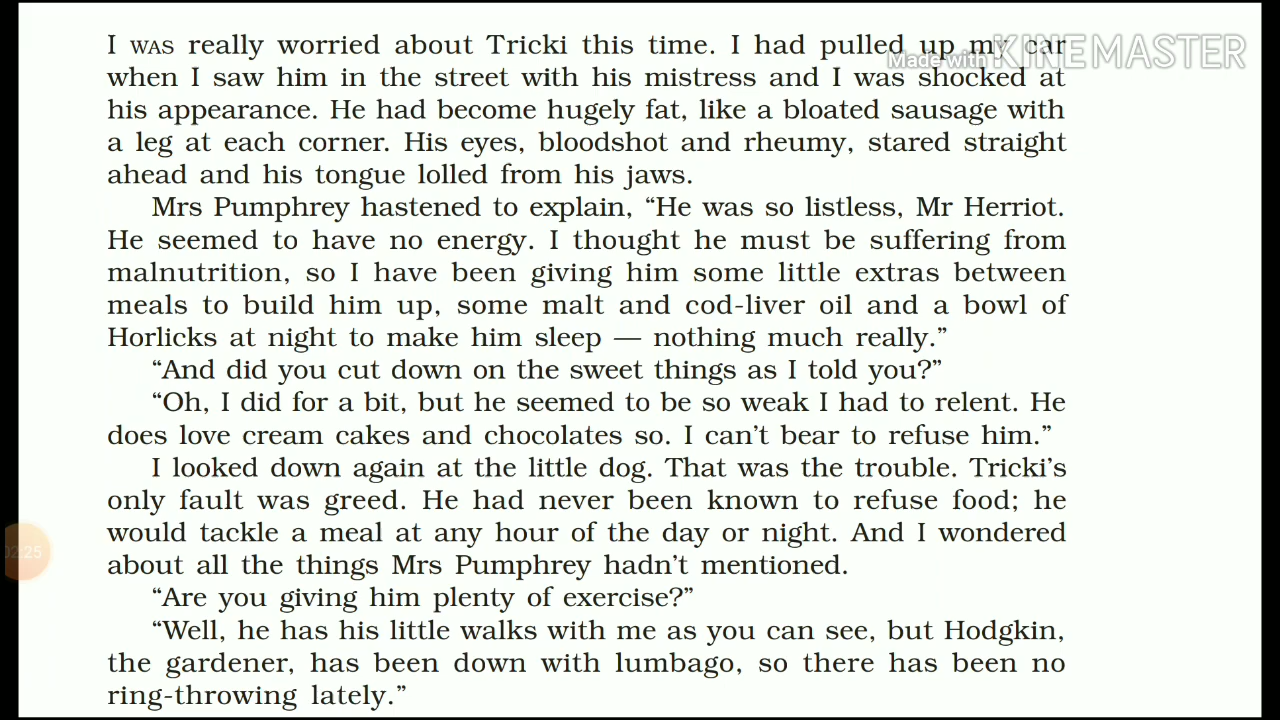 I WAS really worried about Tricki this time. I had pulled up my car
Made with KINEMASTER
when I saw him in the street with his mistress and I was shocked at
his appearance. He had become hugely fat, like a bloated sausage with
a leg at each corner. His eyes, bloodshot and rheumy, stared straight
ahead and his tongue lolled from his jaws.
Mrs Pumphrey hastened to explain, “He was so listless, Mr Herriot.
He seemed to have no energy. I thought he must be suffering from
malnutrition, so I have been giving him some little extras between
meals to build him up, some malt and cod-liver oil and a bowl of
Horlicks at night to make him sleep — nothing much really.”
“And did you cut down on the sweet things as I told you?”
“Oh, I did for a bit, but he seemed to be so weak I had to relent. He
does love cream cakes and chocolates so. I can’t bear to refuse him.”
I looked down again at the little dog. That was the trouble. Tricki’s
only fault was greed. He had never been known to refuse food; he
would tackle a meal at any hour of the day or night. And I wondered
02:25
about all the things Mrs Pumphrey hadn’t mentioned.
“Are you giving him plenty of exercise?”
“Well, he has his little walks with me as you can see, but Hodgkin,
the gardener, has been down with lumbago, so there has been no
ring-throwing lately.”